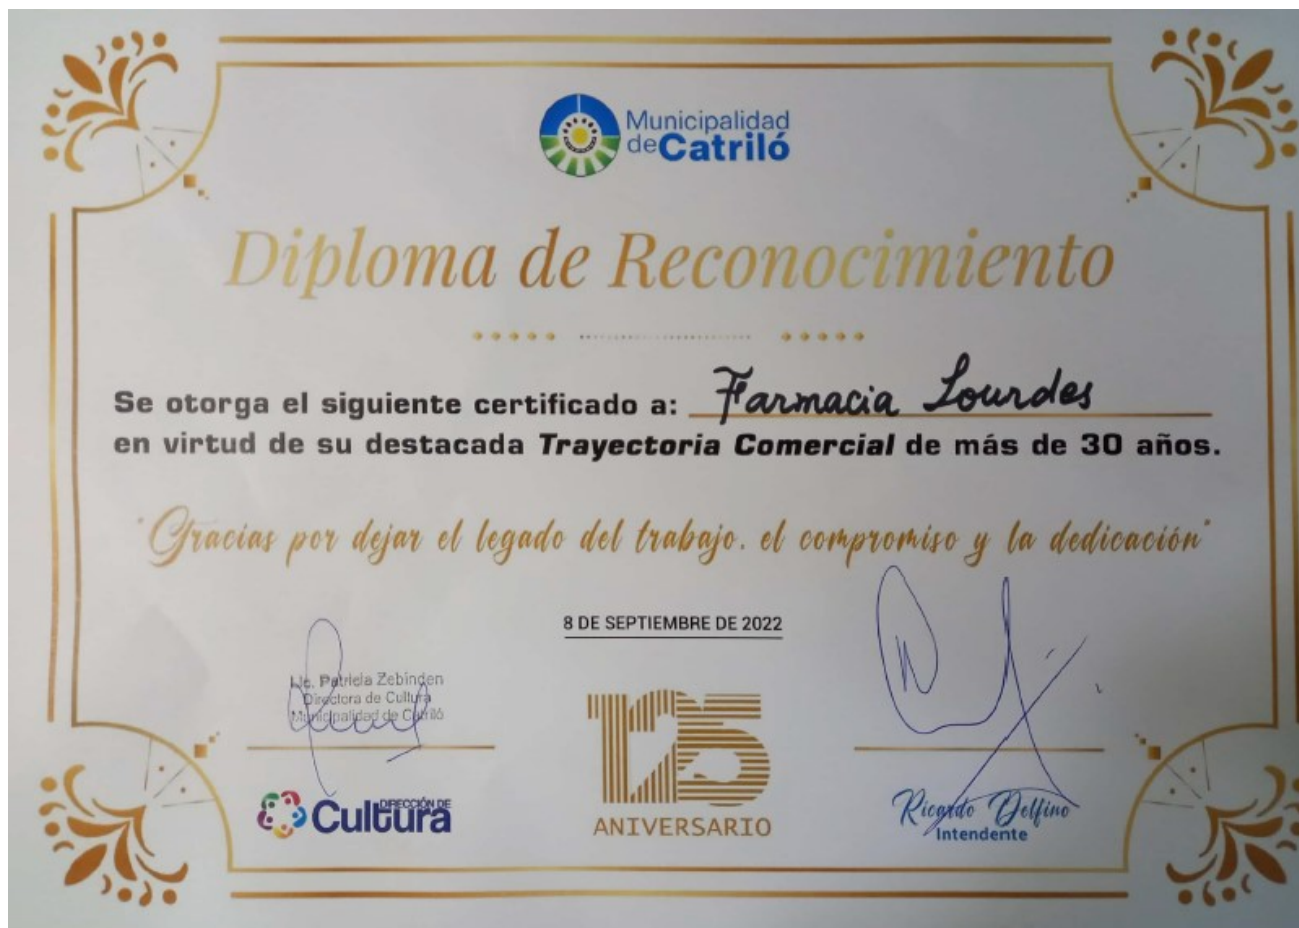 Municipalidad
de Catriló
Diploma de Reconocimiento
Se otorga el siguiente certificado a: Farmacia Lourdes
en virtud de su destacada Trayectoria Comercial de más de 30 años.
"Gracias por dejar el legado del trabajo, el compromiso y la dedicación"
8 DE SEPTIEMBRE DE 2022
Lic. Patricia Zebinden
Directora de Cultura
Municipalidad de Catriló
DIRECCIÓN DE
Cultura
125
ANIVERSARIO
Ricardo Delfino
Intendente